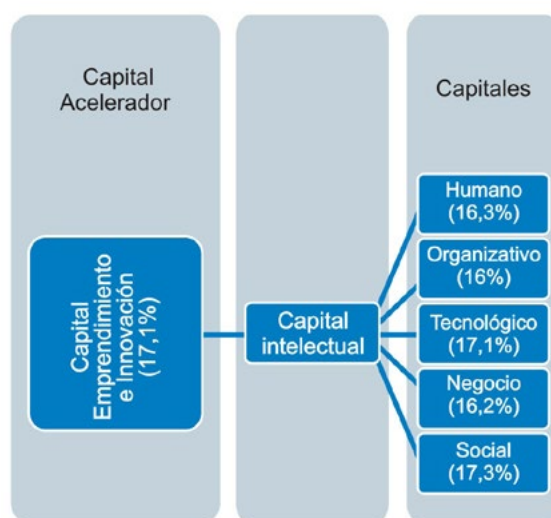 Capital
Acelerador
Capital
Emprendimiento
e Innovación
(17,1%)
Capital
intelectual
Capitales
Humano
(16,3%)
Organizativo
(16%)
Tecnológico
(17,1%)
Negocio
(16,2%)
Social
(17,3%)